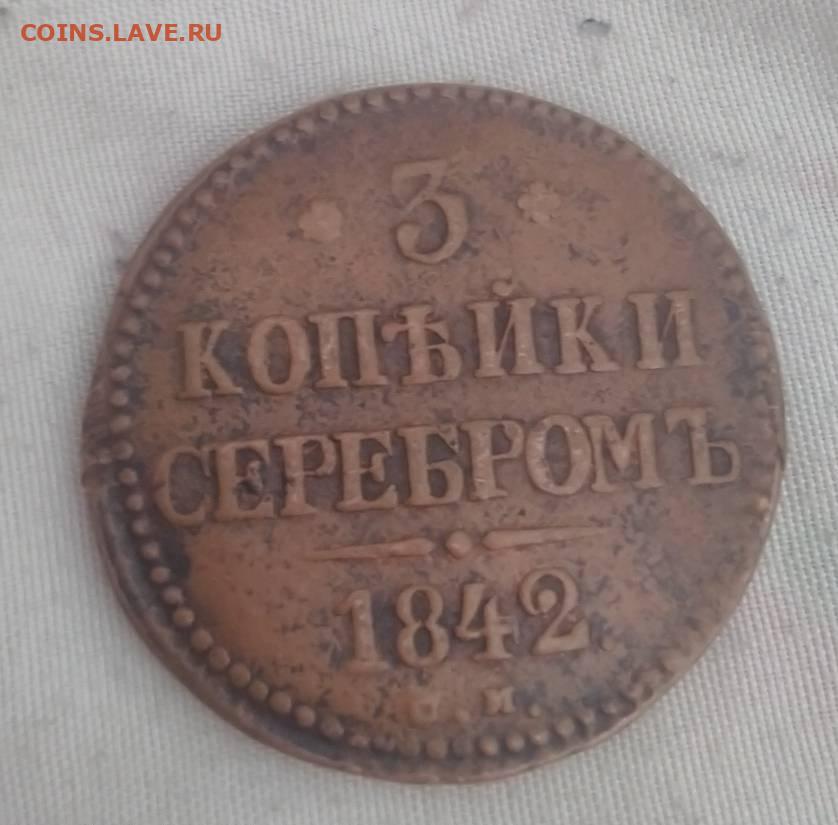 COINS.LAVE.RU
3
КОПѢЙКИ
СЕРЕБРОМЪ
1842.
.М.